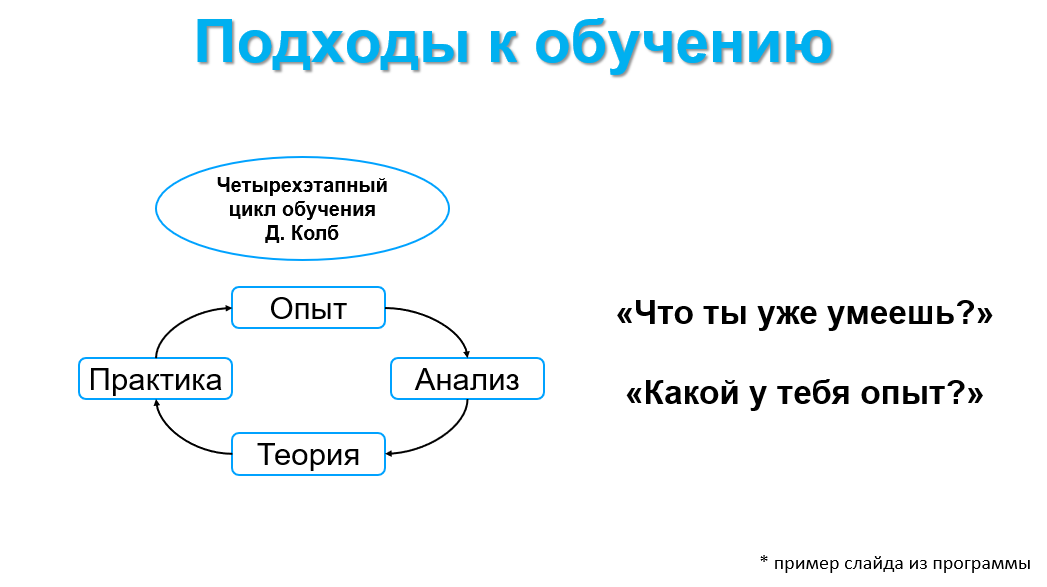 Подходы к обучению
Четырехэтапный
цикл обучения
Д. Колб
Опыт
Практика
Анализ
Теория
«Что ты уже умеешь?»
«Какой у тебя опыт?»
* пример слайда из программы